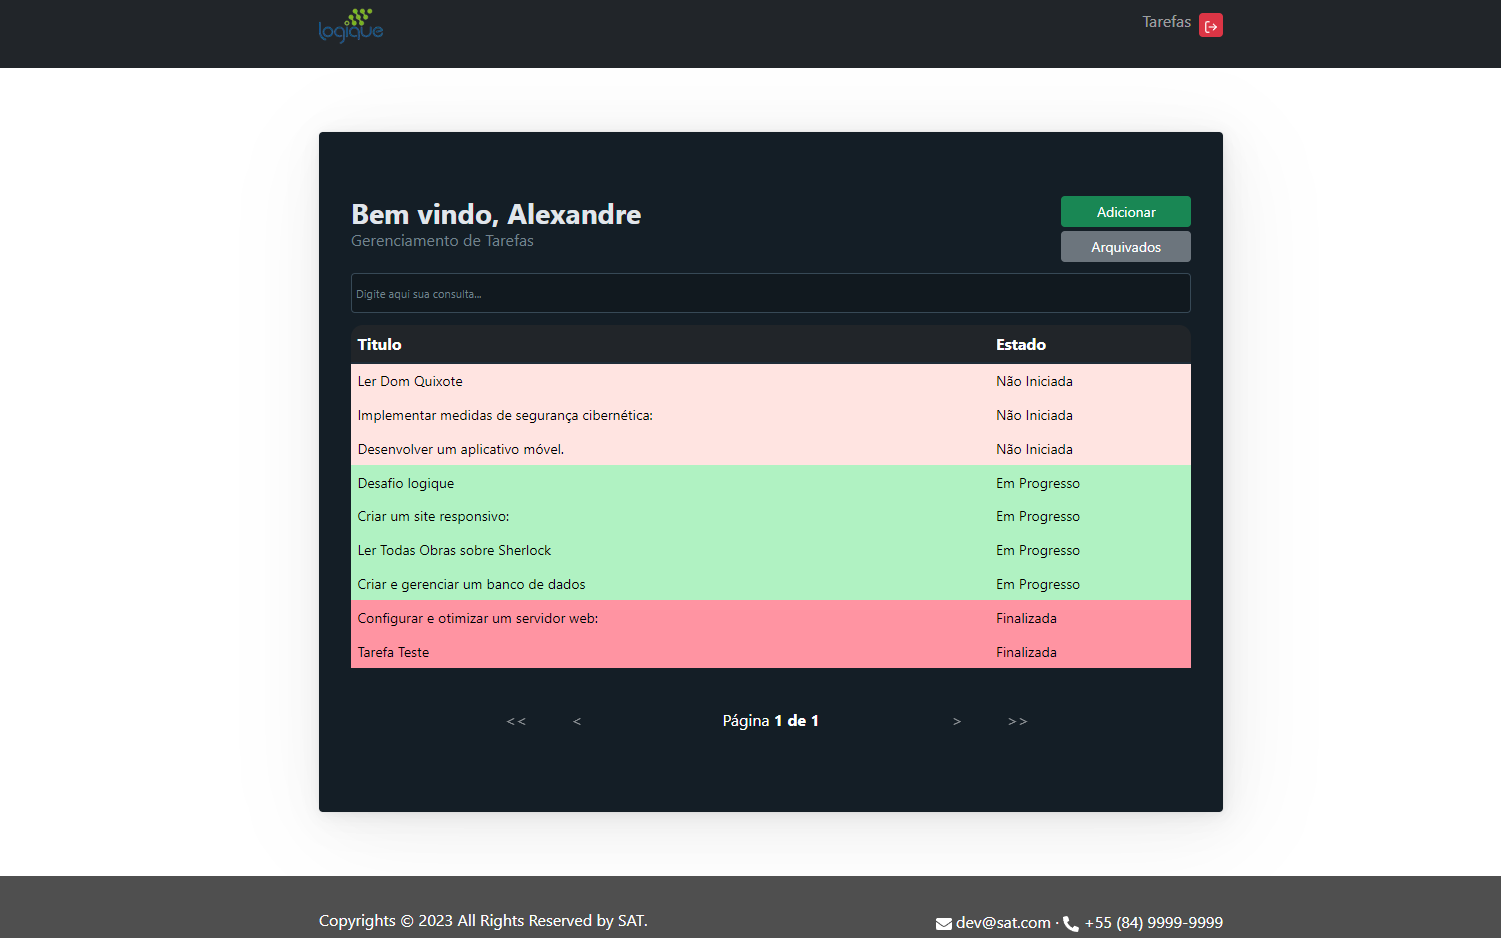 logique
Tarefas
Bem vindo, Alexandre
Gerenciamento de Tarefas
Adicionar
Arquivados
Digite aqui sua consulta...
Titulo Estado
Ler Dom Quixote Não Iniciada
Implementar medidas de segurança cibernética: Não Iniciada
Desenvolver um aplicativo móvel. Não Iniciada
Desafio logique Em Progresso
Criar um site responsivo: Em Progresso
Ler Todas Obras sobre Sherlock Em Progresso
Criar e gerenciar um banco de dados Em Progresso
Configurar e otimizar um servidor web: Finalizada
Tarefa Teste Finalizada
<< < Página 1 de 1 > >>
Copyrights © 2023 All Rights Reserved by SAT.
dev@sat.com · +55 (84) 9999-9999